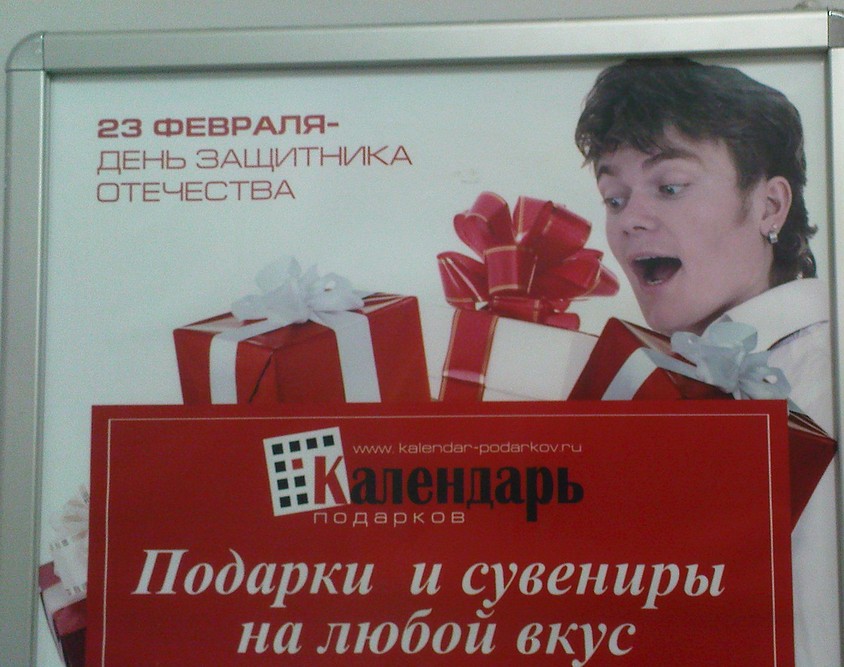 23 ФЕВРАЛЯ-
ДЕНЬ ЗАЩИТНИКА
ОТЕЧЕСТВА
www.kalendar-podarkov.ru
Календарь
подарков
Подарки и сувениры
на любой вкус